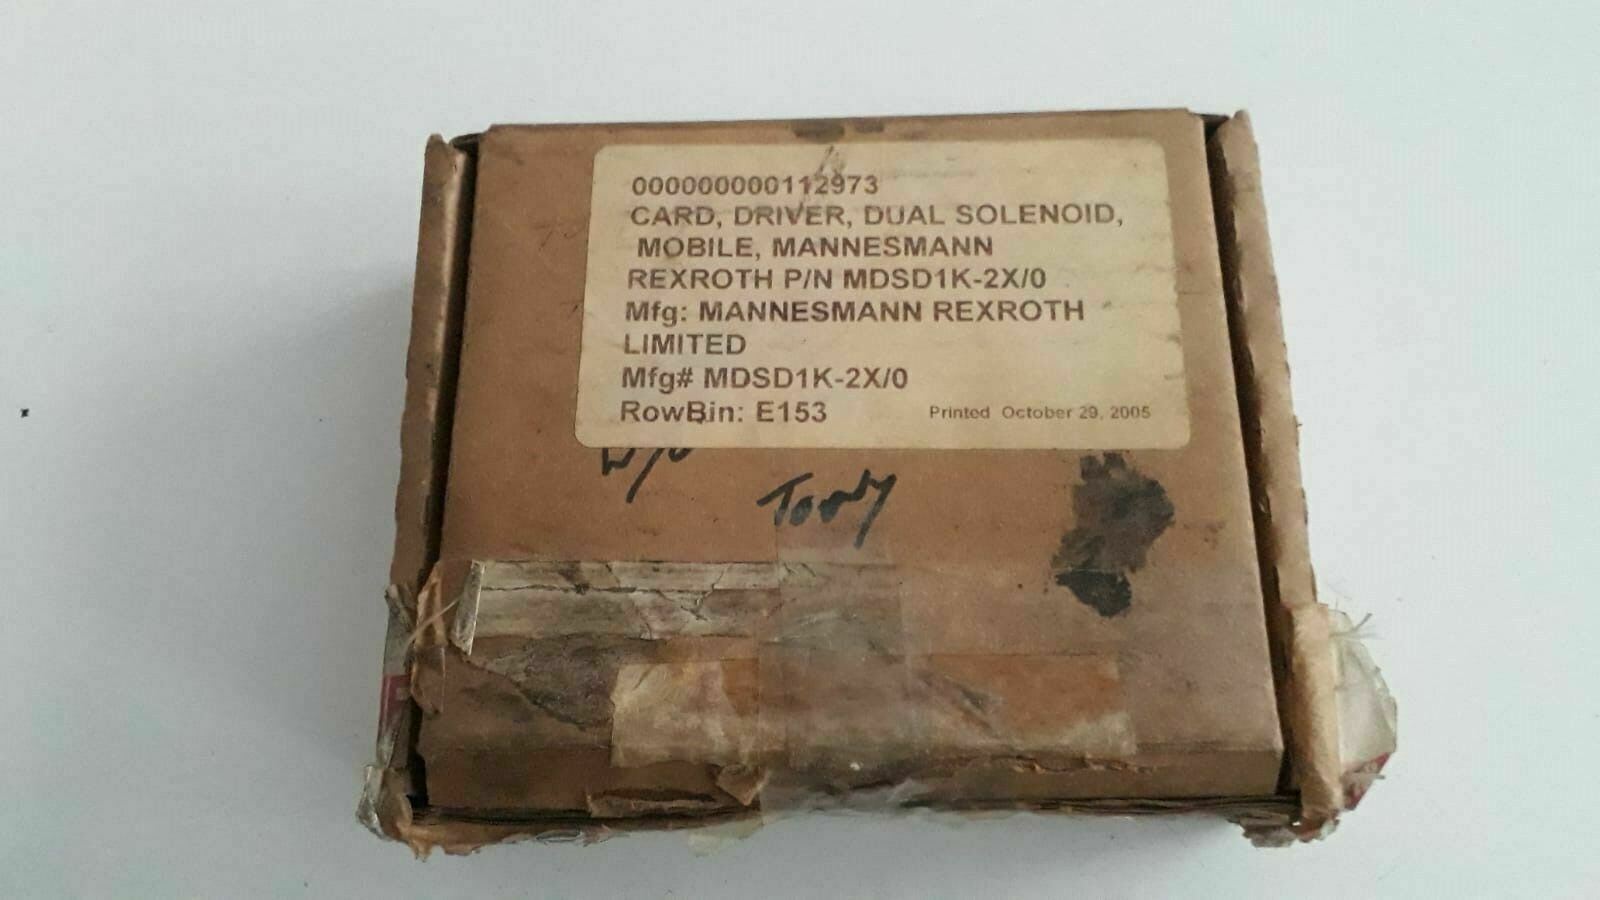 000000000112973
CARD, DRIVER, DUAL SOLENOID,
MOBILE, MANNESMANN
REXROTH P/N MDSD1K-2X/0
Mfg: MANNESMANN REXROTH
LIMITED
Mfg# MDSD1K-2X/0
RowBin: E153 Printed October 29, 2005